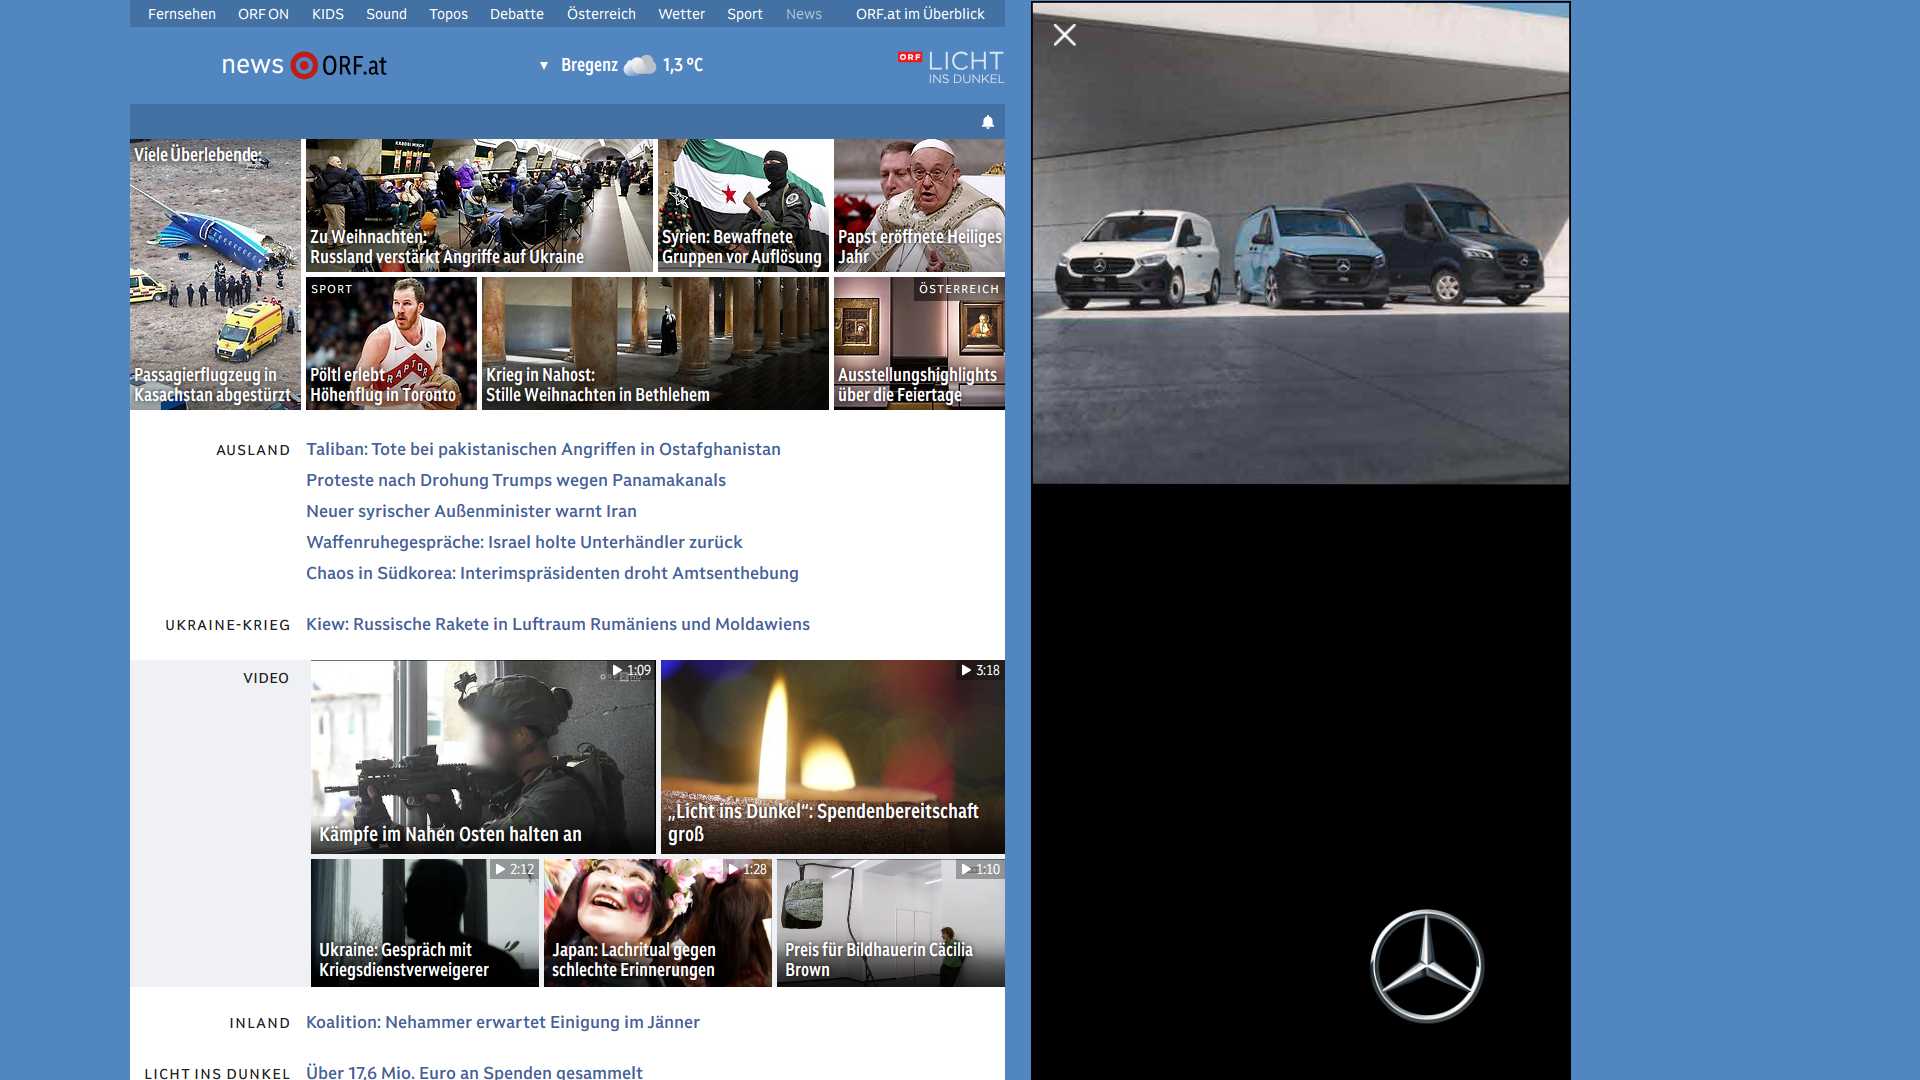 Fernsehen ORF ON KIDS Sound Topos Debatte Österreich Wetter Sport News ORF.at im Überblick
news ORF.at
Bregenz 1,3 °C
ORF LICHT
INS DUNKEL
Viele Überlebende:
Passagierflugzeug in
Kasachstan abgestürzt
Zu Weihnachten:
Russland verstärkt Angriffe auf Ukraine
Syrien: Bewaffnete
Gruppen vor Auflösung
Papst eröffnete Heiliges
Jahr
SPORT
RAPTOR
Pöltl erlebt
Höhenflug in Toronto
Krieg in Nahost:
Stille Weihnachten in Bethlehem
ÖSTERREICH
Ausstellungshighlights
über die Feiertage
AUSLAND
Taliban: Tote bei pakistanischen Angriffen in Ostafghanistan
Proteste nach Drohung Trumps wegen Panamakanals
Neuer syrischer Außenminister warnt Iran
Waffenruhegespräche: Israel holte Unterhändler zurück
Chaos in Südkorea: Interimspräsidenten droht Amtsenthebung
UKRAINE-KRIEG
Kiew: Russische Rakete in Luftraum Rumäniens und Moldawiens
VIDEO
1:09
Kämpfe im Nahen Osten halten an
3:18
„Licht ins Dunkel“: Spendenbereitschaft
groß
2:12
Ukraine: Gespräch mit
Kriegsdienstverweigerer
1:28
Japan: Lachritual gegen
schlechte Erinnerungen
1:10
Preis für Bildhauerin Cäcilia
Brown
INLAND
Koalition: Nehammer erwartet Einigung im Jänner
LICHT INS DUNKEL
Über 17,6 Mio. Euro an Spenden gesammelt